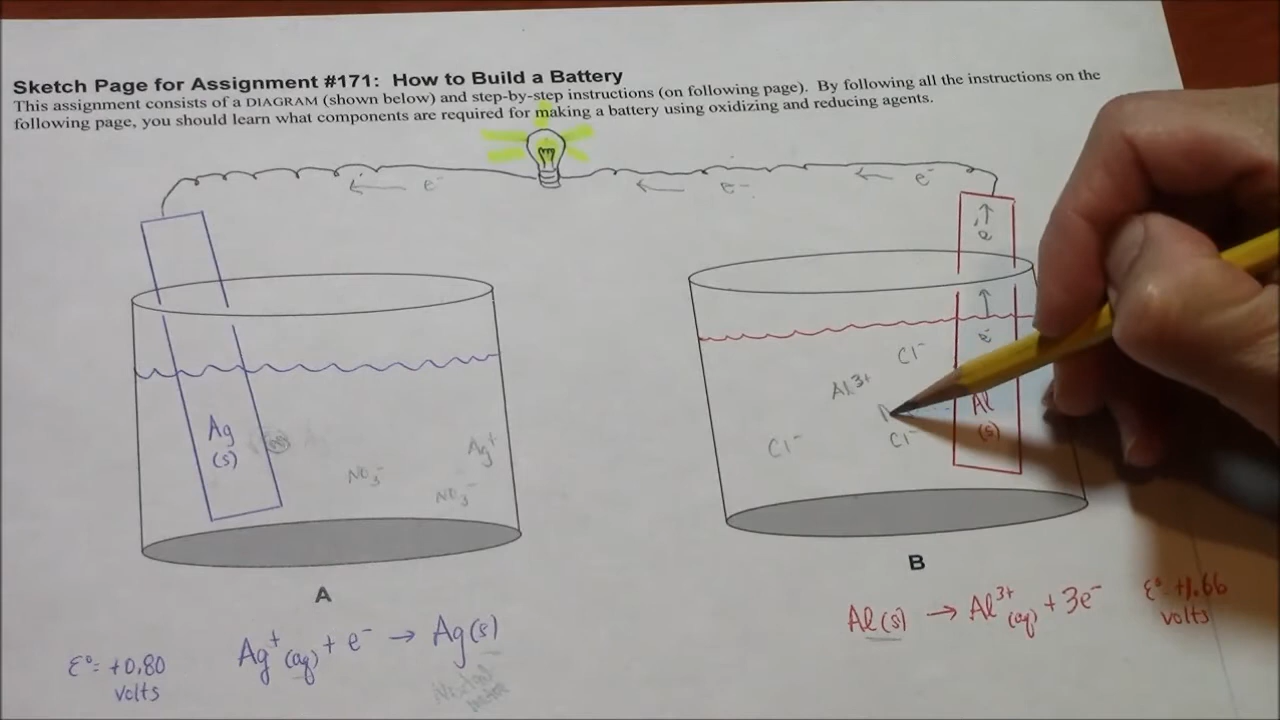 Sketch Page for Assignment #171: How to Build a Battery
This assignment consists of a DIAGRAM (shown below) and step-by-step instructions (on following page). By following all the instructions on the
following page, you should learn what components are required for making a battery using oxidizing and reducing agents.
← e⁻ ← e⁻ ← e⁻
↑
e
↑
e⁻
Cl⁻
Al³⁺
Ag
(s)
Al
(s)
Cl⁻
Cl⁻
Ag⁺
NO₃⁻
NO₃⁻
A
B
Ag⁺(aq) + e⁻ → Ag(s)
Ɛ°= +0.80
volts
Al(s) → Al³⁺(aq) + 3e⁻
Ɛ°= +1.66
volts